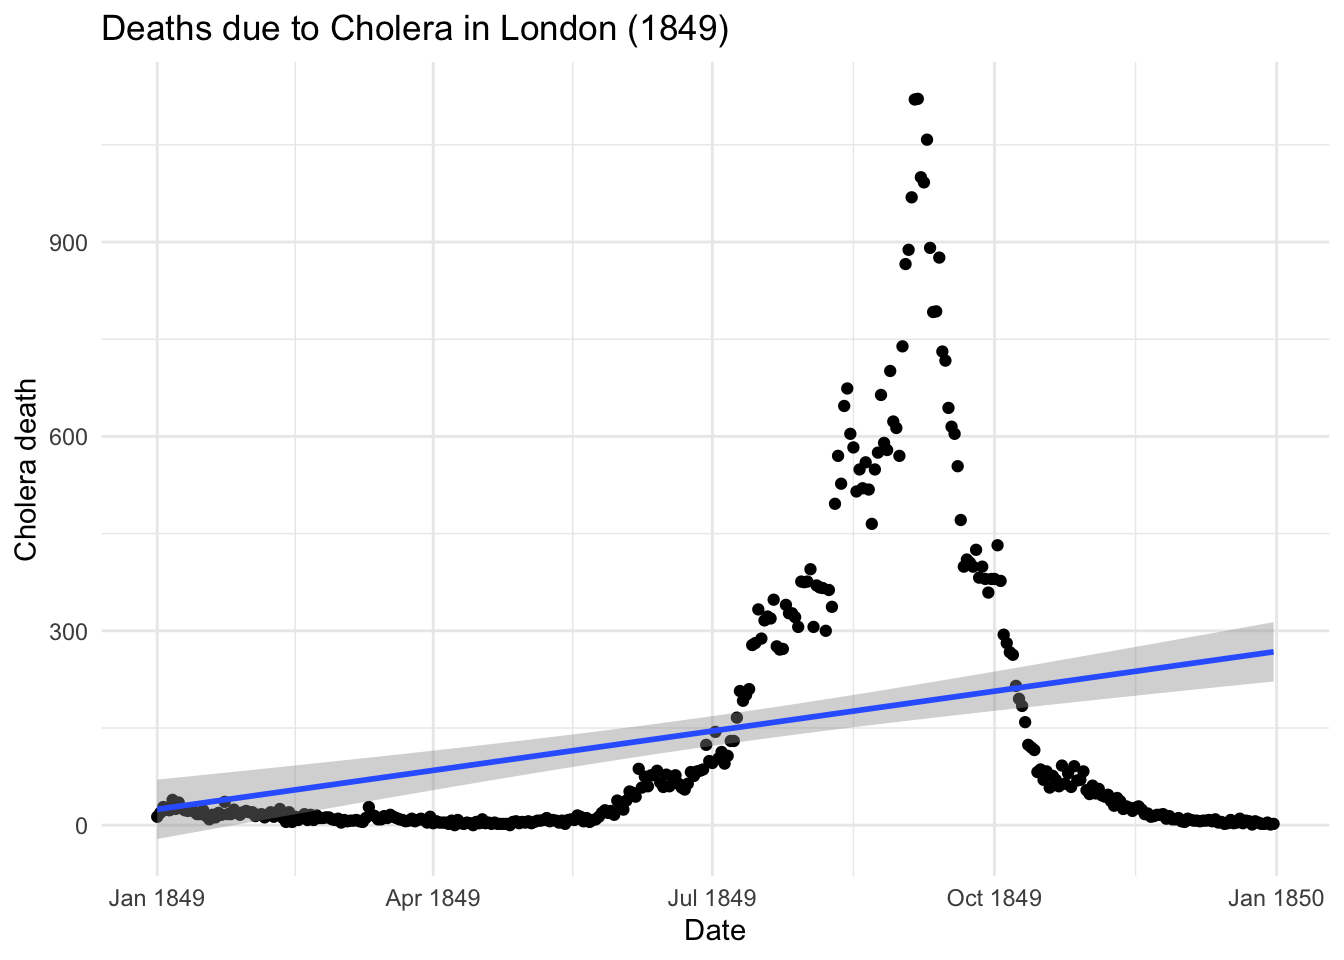 Deaths due to Cholera in London (1849)
Cholera death
900
600
300
0
Jan 1849 Apr 1849 Jul 1849 Oct 1849 Jan 1850
Date